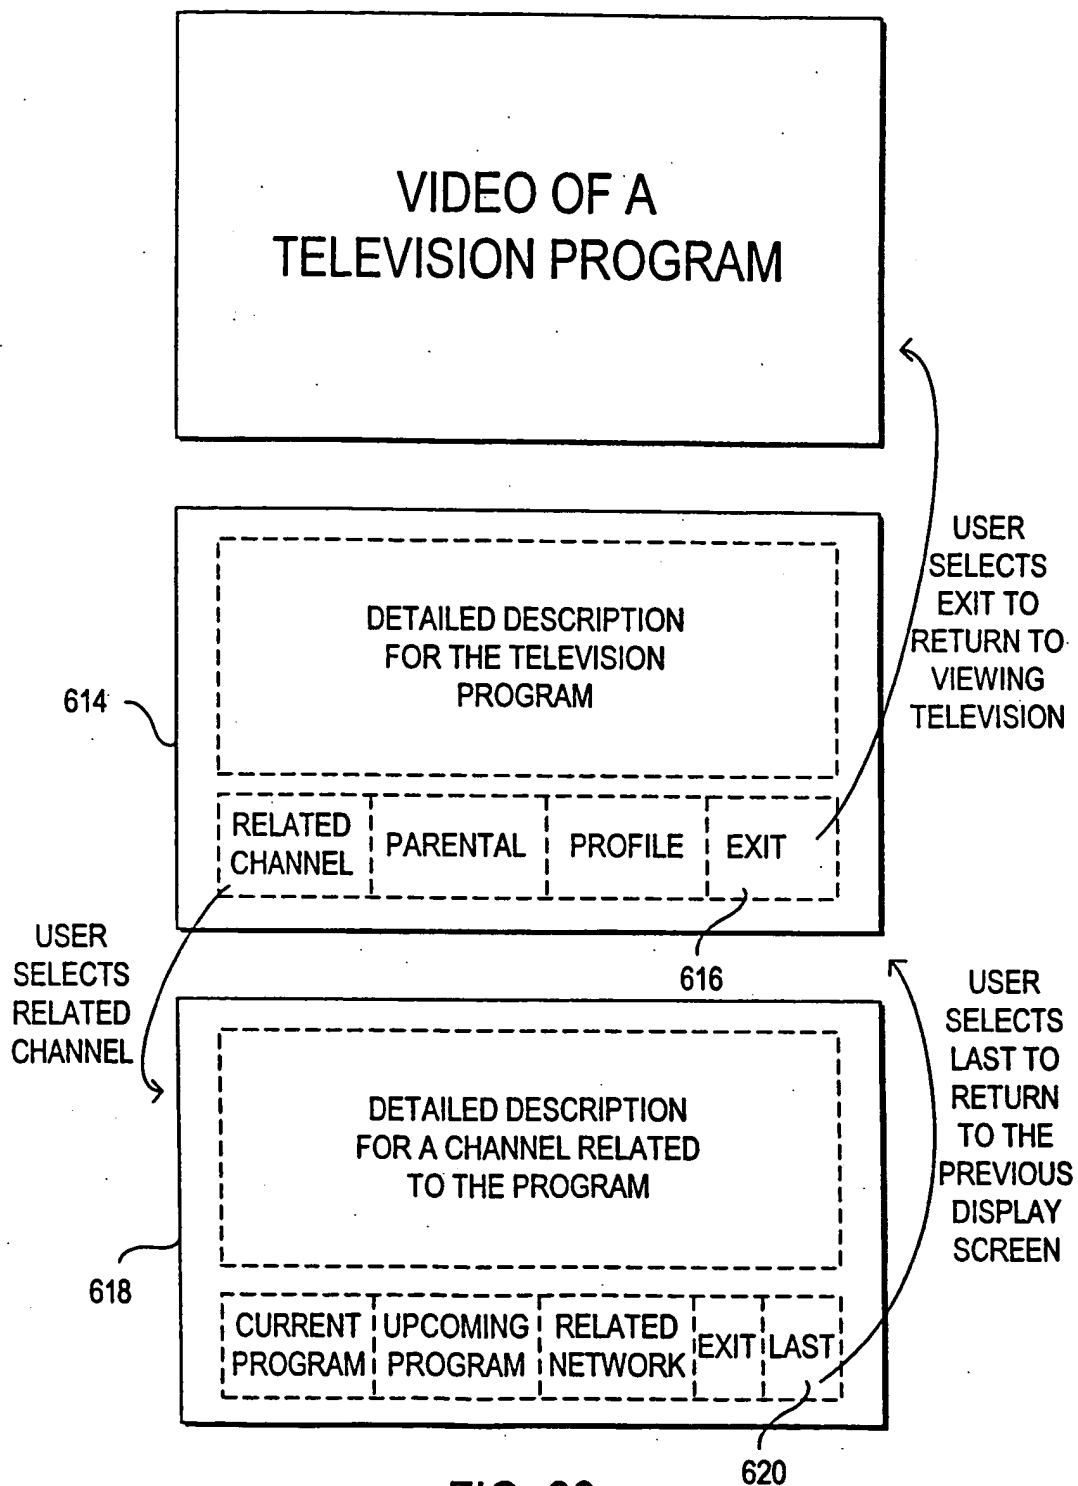 VIDEO OF A
TELEVISION PROGRAM
USER
SELECTS
EXIT TO
RETURN TO
VIEWING
TELEVISION
DETAILED DESCRIPTION
FOR THE TELEVISION
PROGRAM
614
RELATED
CHANNEL
PARENTAL
PROFILE
EXIT
616
USER
SELECTS
RELATED
CHANNEL
USER
SELECTS
LAST TO
RETURN
TO THE
PREVIOUS
DISPLAY
SCREEN
DETAILED DESCRIPTION
FOR A CHANNEL RELATED
TO THE PROGRAM
618
CURRENT
PROGRAM
UPCOMING
PROGRAM
RELATED
NETWORK
EXIT
LAST
620